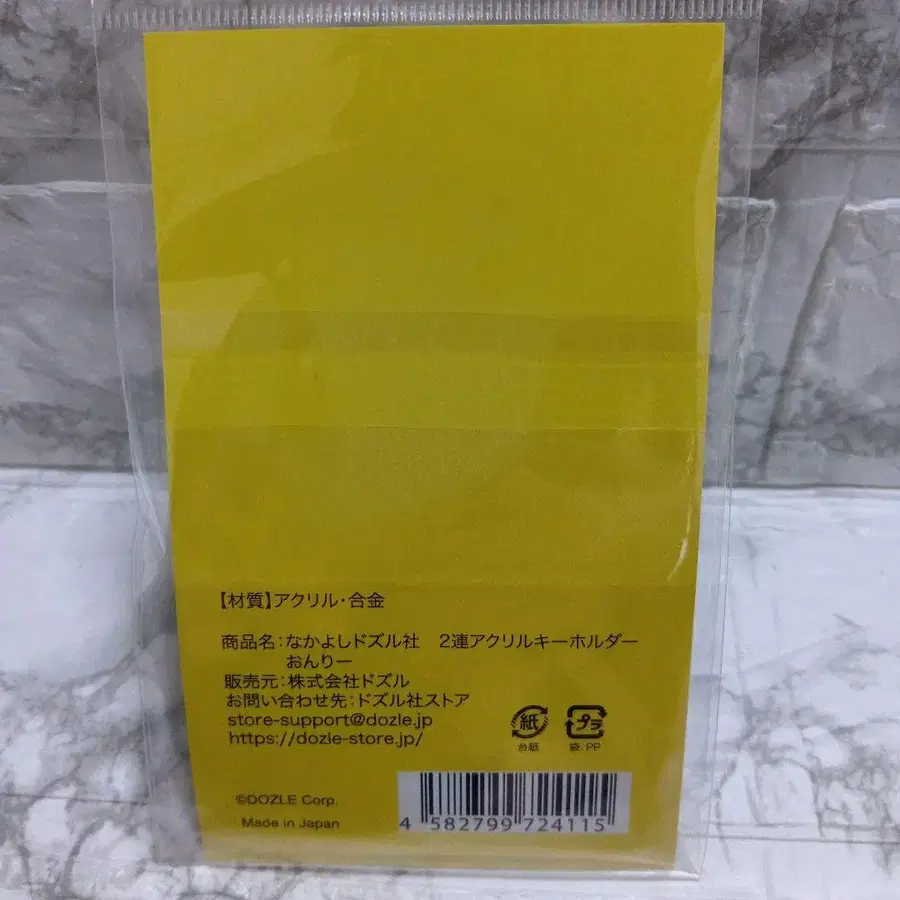 【材質】アクリル・合金
商品名：なかよしドズル社　2連アクリルキーホルダー
おんりー
販売元：株式会社ドズル
お問い合わせ先：ドズル社ストア
store-support@dozle.jp
https://dozle-store.jp/
紙 プラ
台紙 袋：PP
©DOZLE Corp.
Made in Japan
4 582799 724115